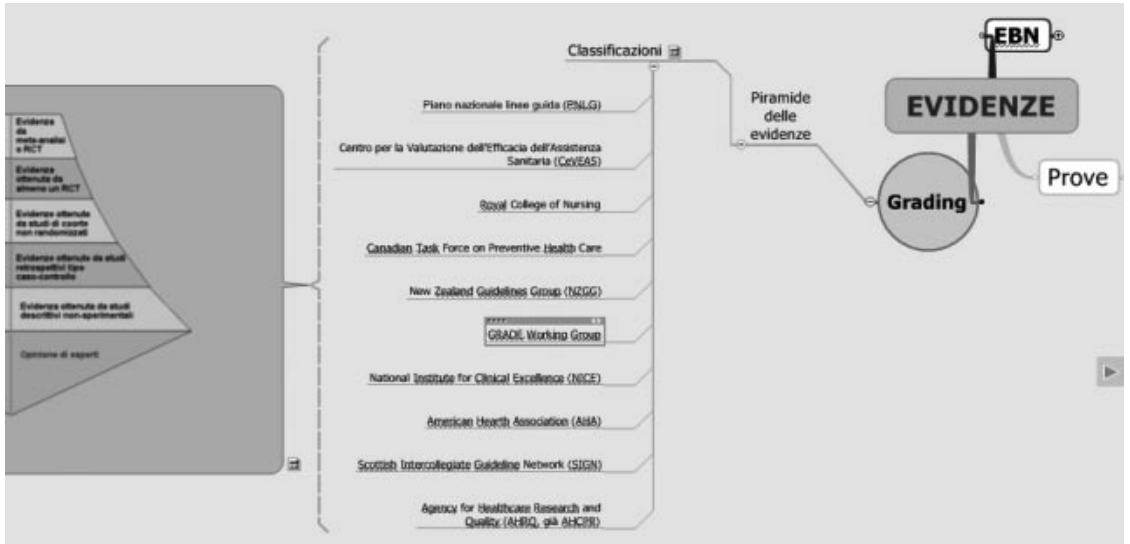 EBN
EVIDENZE
Prove
Grading
Piramide
delle
evidenze
Classificazioni
Piano nazionale linee guida (PNLG)
Centro per la Valutazione dell'Efficacia dell'Assistenza
Sanitaria (CeVEAS)
Royal College of Nursing
Canadian Task Force on Preventive Health Care
New Zealand Guidelines Group (NZGG)
GRADE Working Group
National Institute for Clinical Excellence (NICE)
American Hearth Association (AHA)
Scottish Intercollegiate Guideline Network (SIGN)
Agency for Healthcare Research and
Quality (AHRQ, già AHCPR)
Evidenza
da
meta-analisi
o RCT
Evidenza
ottenuta da
almeno un RCT
Evidenze ottenute
da studi di coorte
non randomizzati
Evidenze ottenute da studi
retrospettivi tipo
caso-controllo
Evidenza ottenuta da studi
descrittivi non-sperimentali
Opinione di esperti